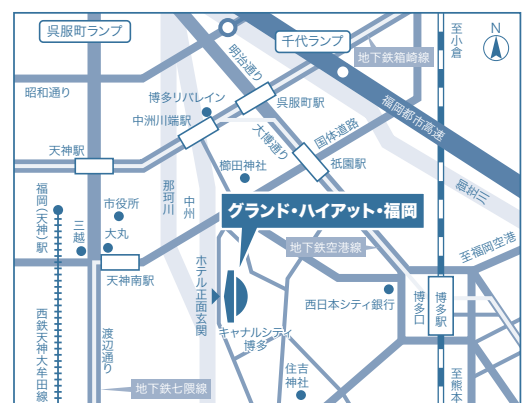 呉服町ランプ
千代ランプ
至小倉
N
明治通り
地下鉄箱崎線
昭和通り
博多リバレイン
呉服町駅
福岡都市高速
中洲川端駅
大博通り
国体道路
天神駅
御田神社
祇園駅
福岡(天神)駅
市役所
那珂川
中州
三笠川
三越
大丸
グランド・ハイアット・福岡
地下鉄空港線
至福岡空港
天神南駅
ホテル正面玄関
西日本シティ銀行
博多口
博多駅
西鉄天神大牟田線
渡辺通り
キャナルシティ
博多
住吉
神社
至熊本
地下鉄七隈線